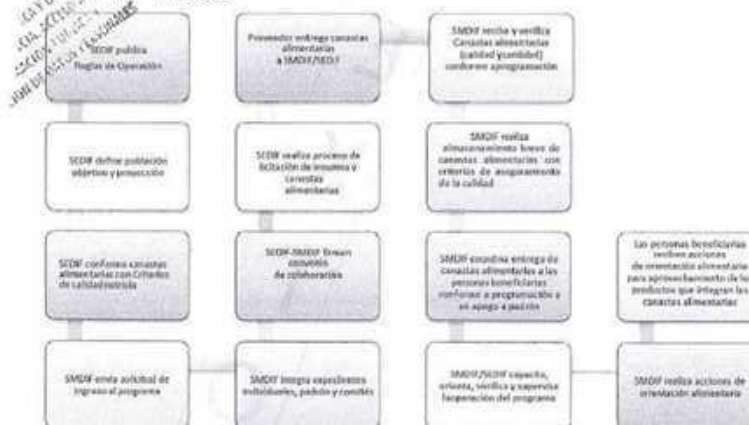 SEDIF publica
Reglas de Operación
SEDIF define población
objetivo y proyección
SEDIF conforma canastas
alimentarias con Criterios
de calidad nutricia
SMDIF envía solicitud de
ingreso al programa
SMDIF integra expedientes
individuales, padrón y comités
SEDIF-SMDIF firman
convenio
de colaboración
SEDIF realiza proceso de
licitación de insumos y
canastas
alimentarias
Proveedor entrega canastas
alimentarias
a SMDIF/SEDIF
SMDIF recibe y verifica
Canastas alimentarias
(calidad y cantidad)
conforme a programación
SMDIF realiza
almacenamiento breve de
canastas alimentarias con
criterios de aseguramiento
de la calidad
SMDIF coordina entrega de
canastas alimentarias a las
personas beneficiarias
conforme a programación y
en apego a padrón
SMDIF/SEDIF capacita,
orienta, verifica y supervisa
la operación del programa
SMDIF realiza acciones de
orientación alimentaria
Las personas beneficiarias
reciben acciones
de orientación alimentaria
para aprovechamiento de los
productos que integran las
canastas alimentarias